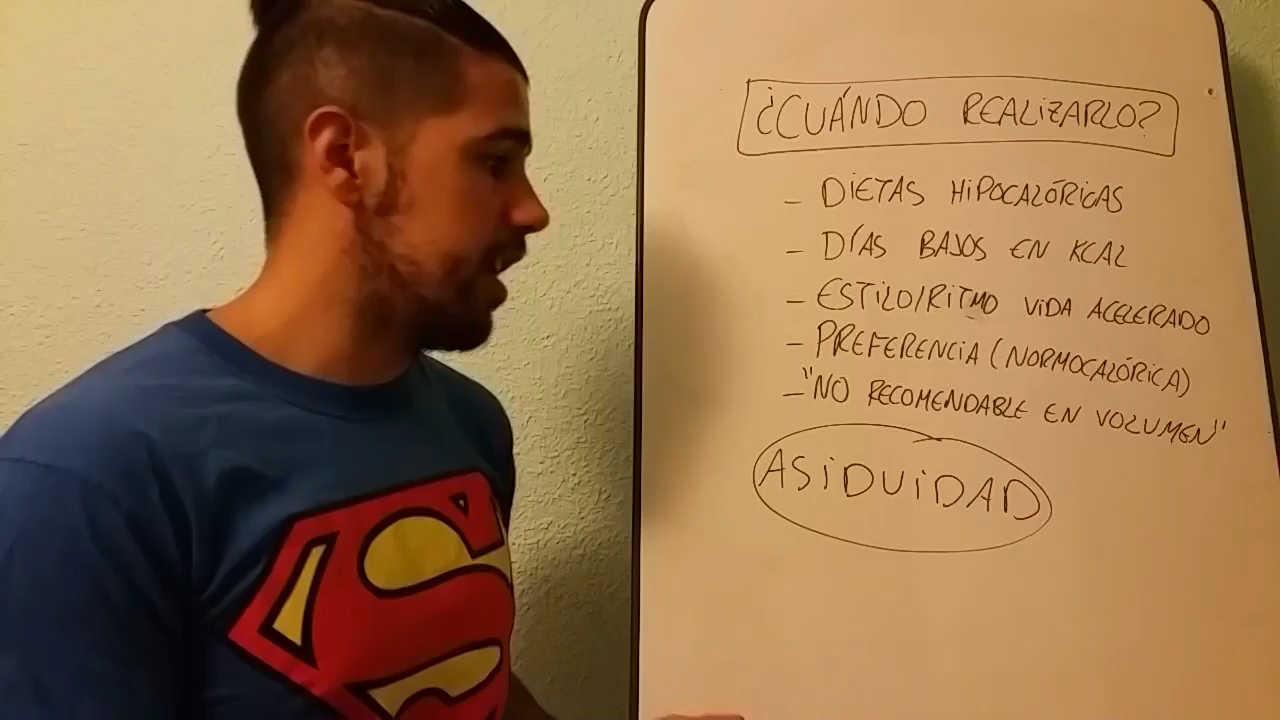 ¿CUÁNDO REALIZARLO?
- DIETAS HIPOCALÓRICAS
- DÍAS BAJOS EN KCAL
- ESTILO/RITMO VIDA ACELERADO
- PREFERENCIA (NORMOCALÓRICA)
- "NO RECOMENDABLE EN VOLUMEN"
ASIDUIDAD